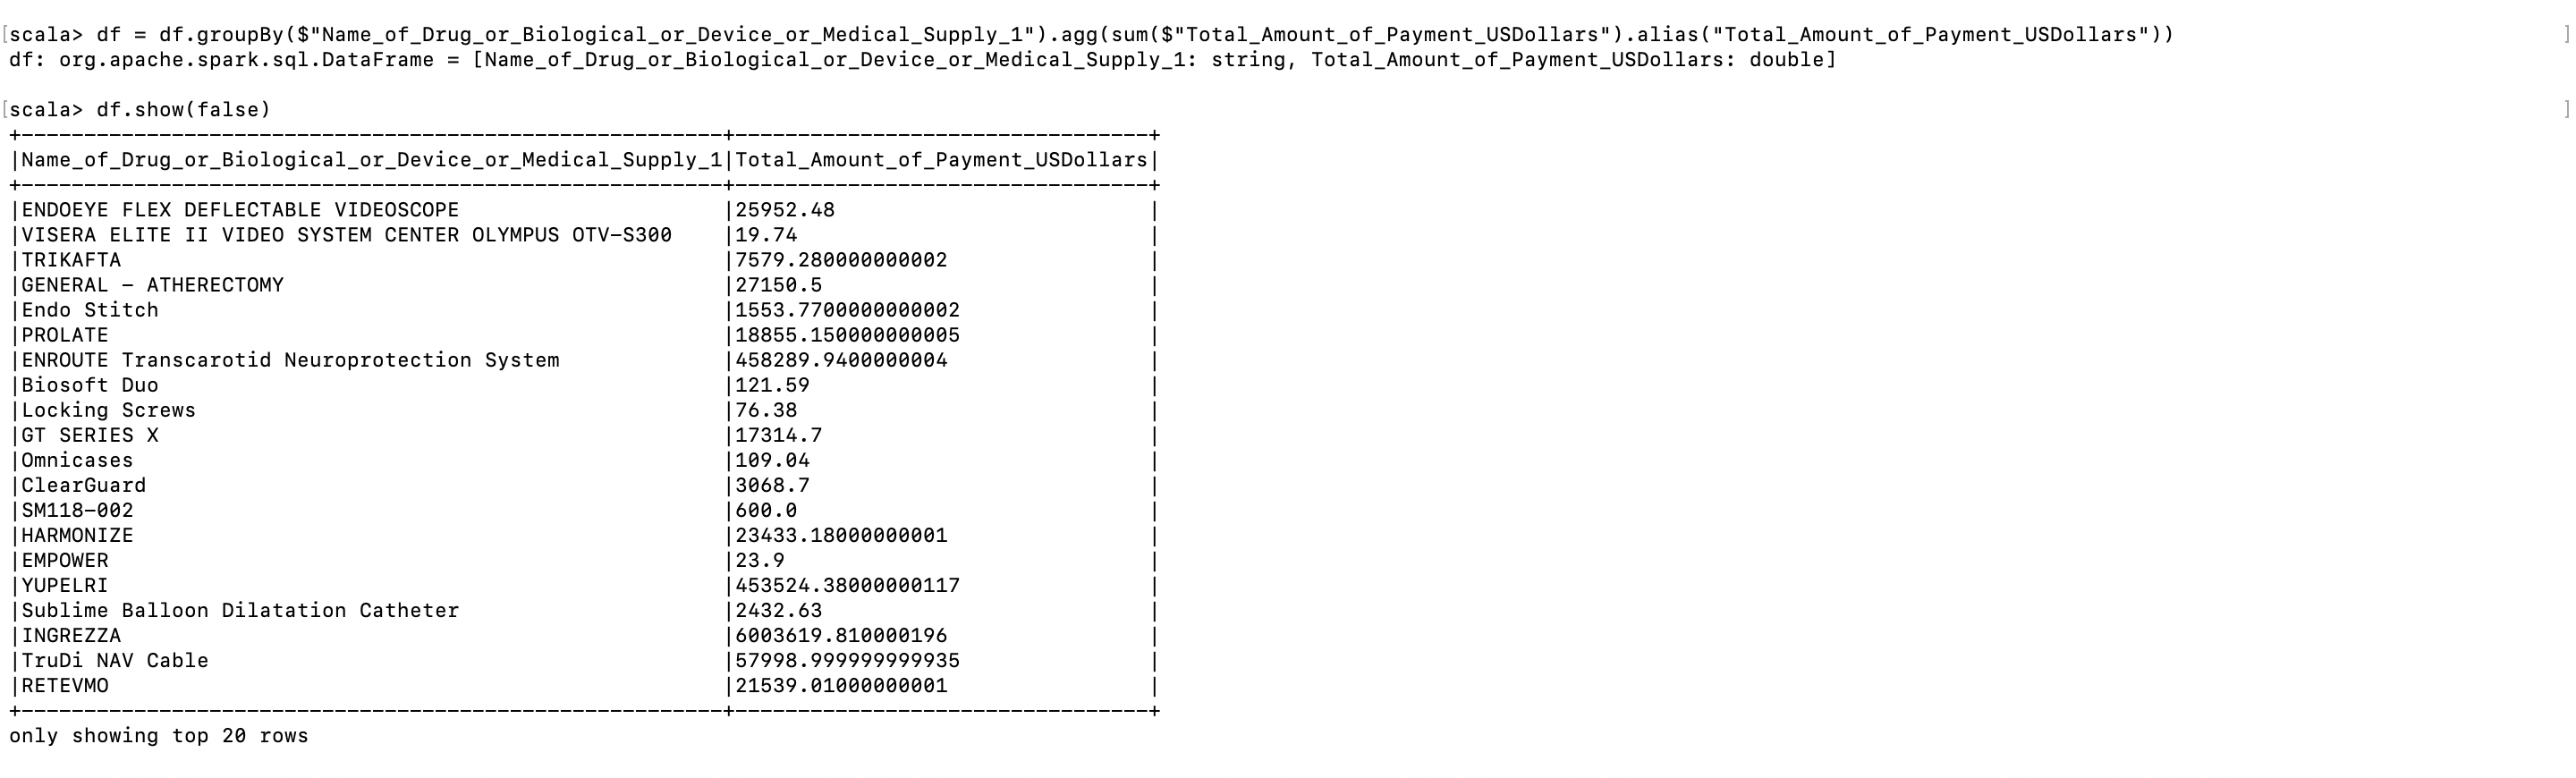 [scala> df = df.groupBy($"Name_of_Drug_or_Biological_or_Device_or_Medical_Supply_1").agg(sum($"Total_Amount_of_Payment_USDollars").alias("Total_Amount_of_Payment_USDollars")) ]
df: org.apache.spark.sql.DataFrame = [Name_of_Drug_or_Biological_or_Device_or_Medical_Supply_1: string, Total_Amount_of_Payment_USDollars: double]
[scala> df.show(false) ]
+--------------------------------------------------------+---------------------------------+
|Name_of_Drug_or_Biological_or_Device_or_Medical_Supply_1|Total_Amount_of_Payment_USDollars|
+--------------------------------------------------------+---------------------------------+
|ENDOEYE FLEX DEFLECTABLE VIDEOSCOPE                     |25952.48                         |
|VISERA ELITE II VIDEO SYSTEM CENTER OLYMPUS OTV-S300    |19.74                            |
|TRIKAFTA                                                |7579.280000000002                |
|GENERAL - ATHERECTOMY                                   |27150.5                          |
|Endo Stitch                                             |1553.7700000000002               |
|PROLATE                                                 |18855.150000000005               |
|ENROUTE Transcarotid Neuroprotection System             |458289.9400000004                |
|Biosoft Duo                                             |121.59                           |
|Locking Screws                                          |76.38                            |
|GT SERIES X                                             |17314.7                          |
|Omnicases                                               |109.04                           |
|ClearGuard                                              |3068.7                           |
|SM118-002                                               |600.0                            |
|HARMONIZE                                               |23433.18000000001                |
|EMPOWER                                                 |23.9                             |
|YUPELRI                                                 |453524.38000000117               |
|Sublime Balloon Dilatation Catheter                     |2432.63                          |
|INGREZZA                                                |6003619.810000196                |
|TruDi NAV Cable                                         |57998.999999999935               |
|RETEVMO                                                 |21539.01000000001                |
+--------------------------------------------------------+---------------------------------+
only showing top 20 rows